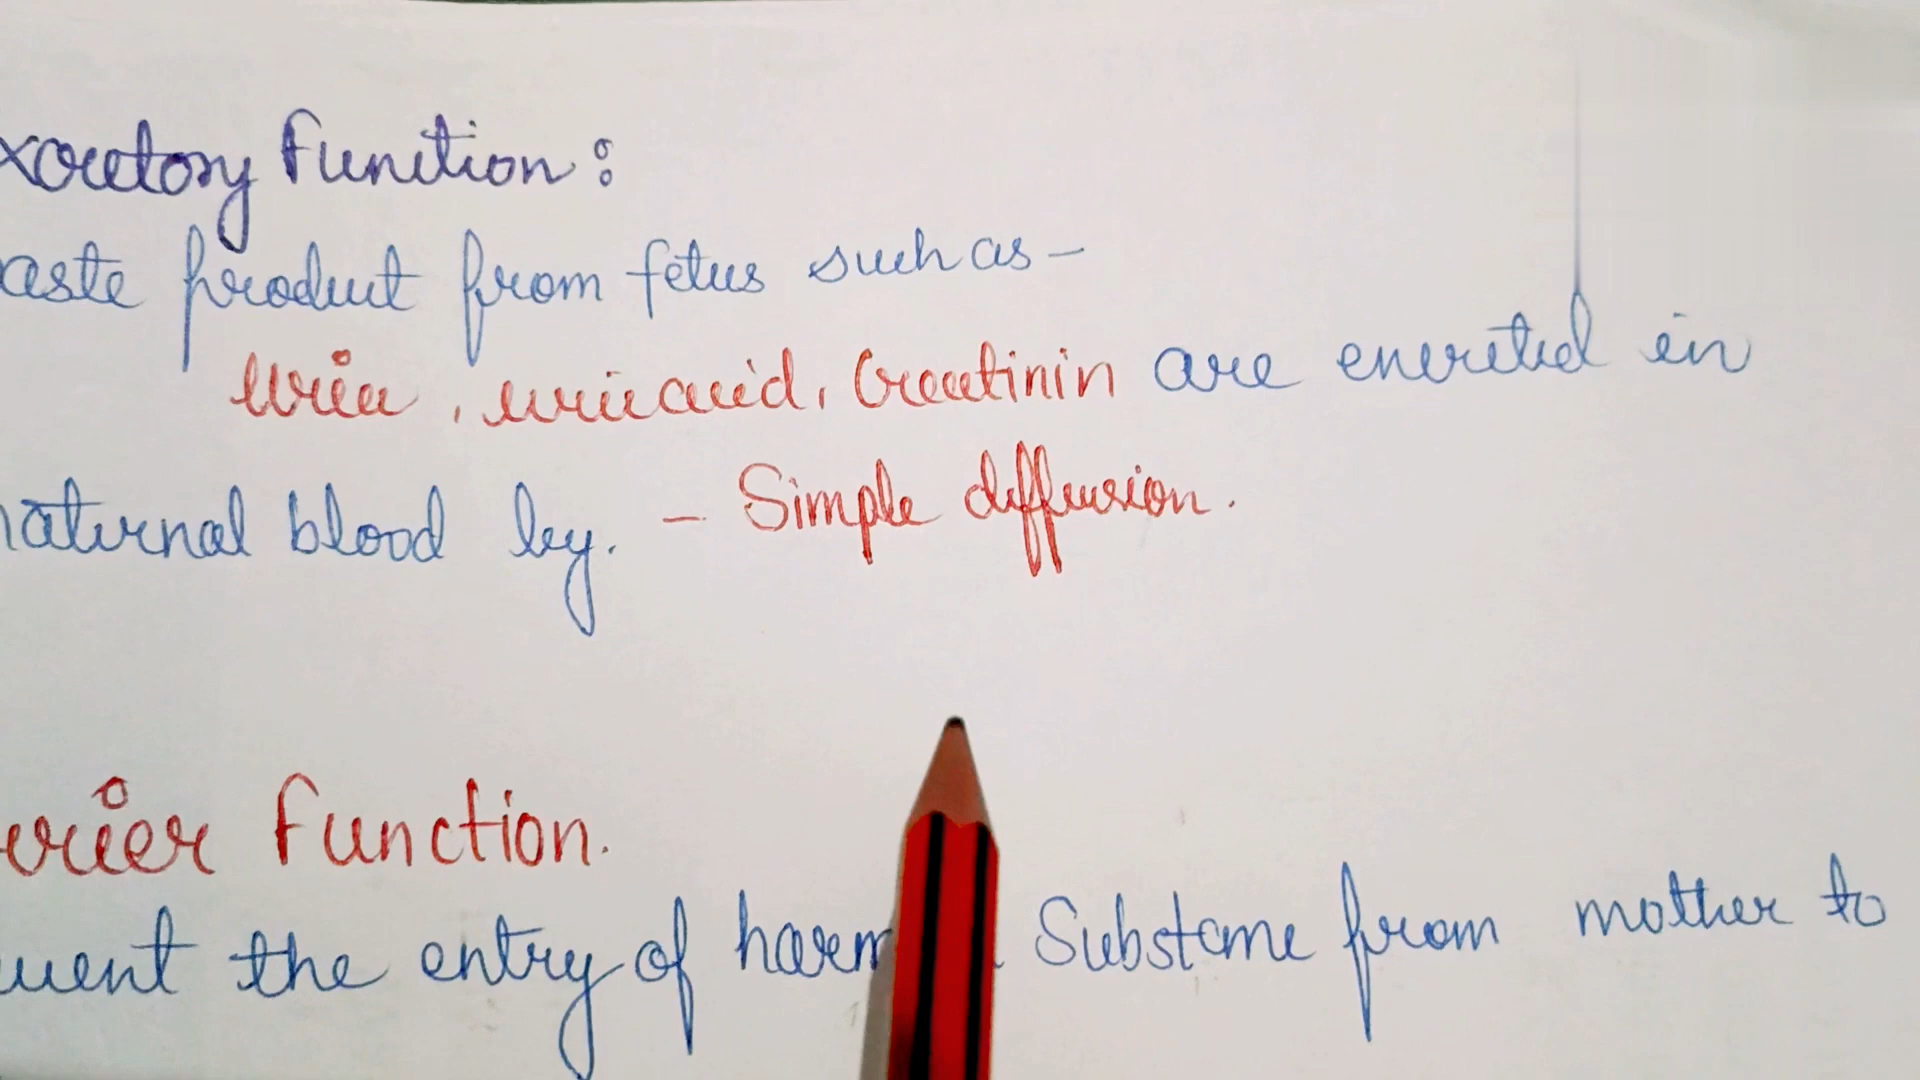 xcretory function:
aste product from fetus such as -
urea, uric acid, Creatinin are excreted in
maternal blood by. - Simple diffusion.
rrier function.
vent the entry of harm Substance from mother to